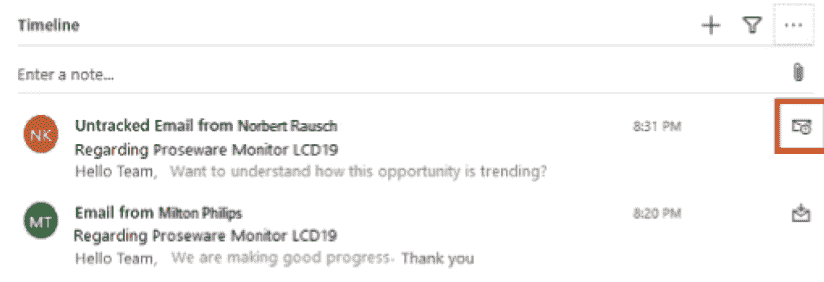 Timeline
Enter a note...
NK
Untracked Email from Norbert Rausch
8:31 PM
Regarding Proseware Monitor LCD19
Hello Team, Want to understand how this opportunity is trending?
MT
Email from Milton Philips
8:20 PM
Regarding Proseware Monitor LCD19
Hello Team, We are making good progress- Thank you